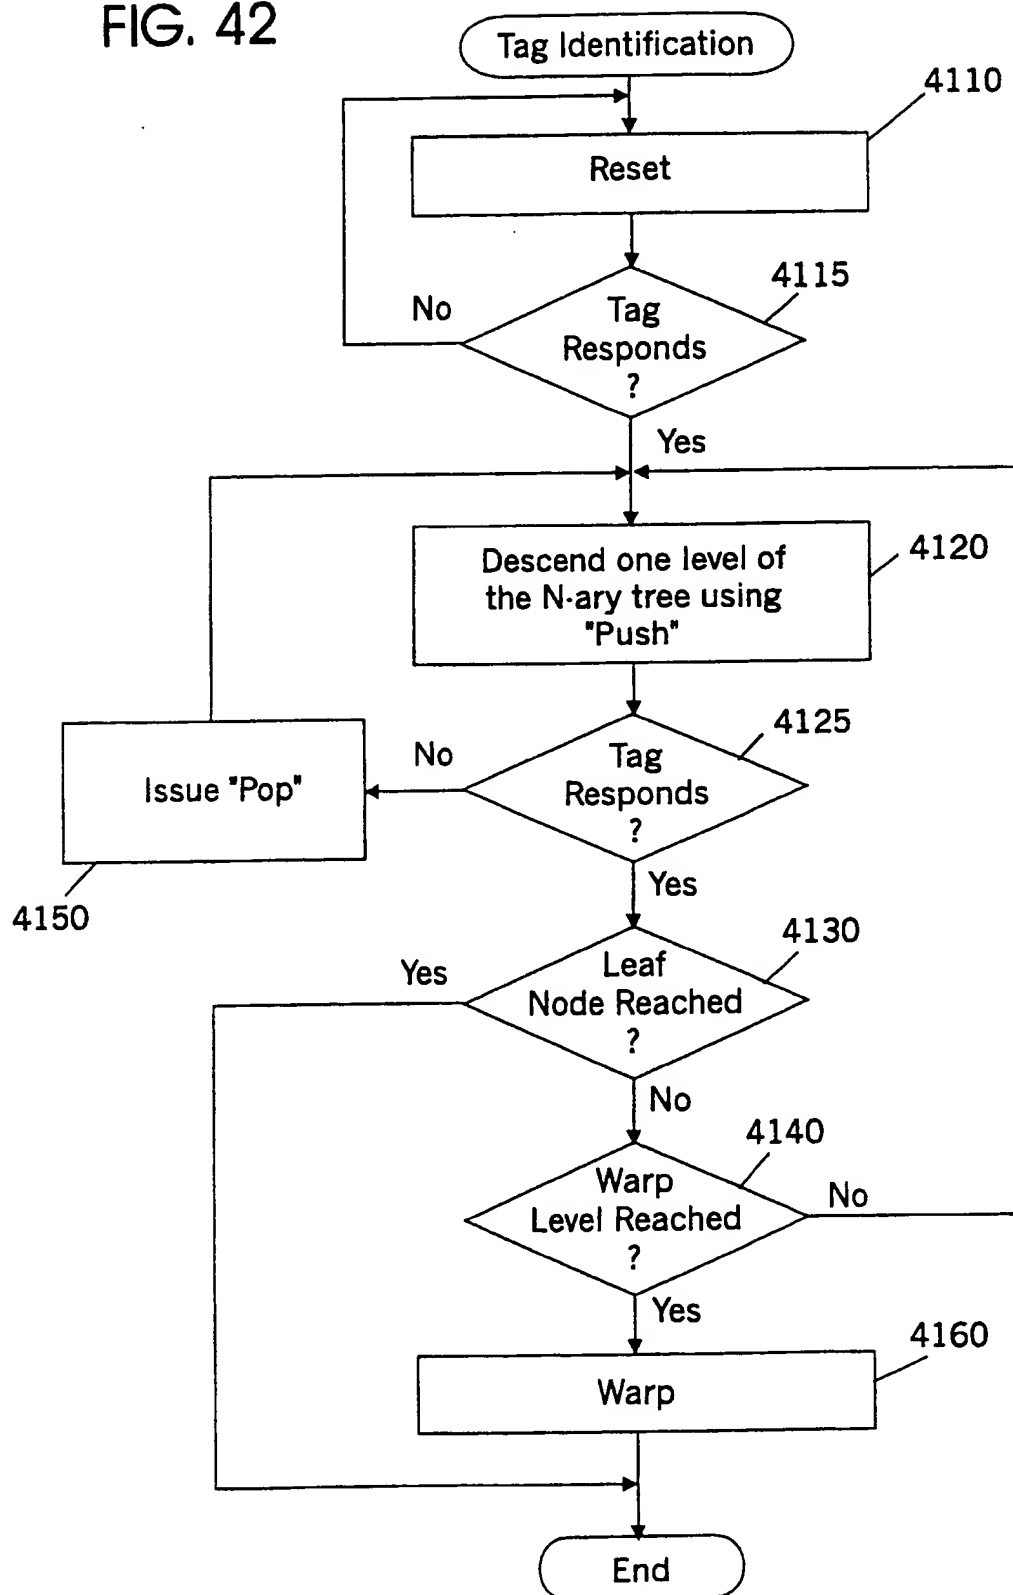 FIG. 42
Tag Identification
4110
Reset
4115
No
Tag
Responds
?
Yes
Descend one level of
the N-ary tree using
"Push"
4120
4125
No
Tag
Responds
?
Issue "Pop"
4150
Yes
4130
Yes
Leaf
Node Reached
?
No
4140
Warp
Level Reached
?
No
Yes
4160
Warp
End